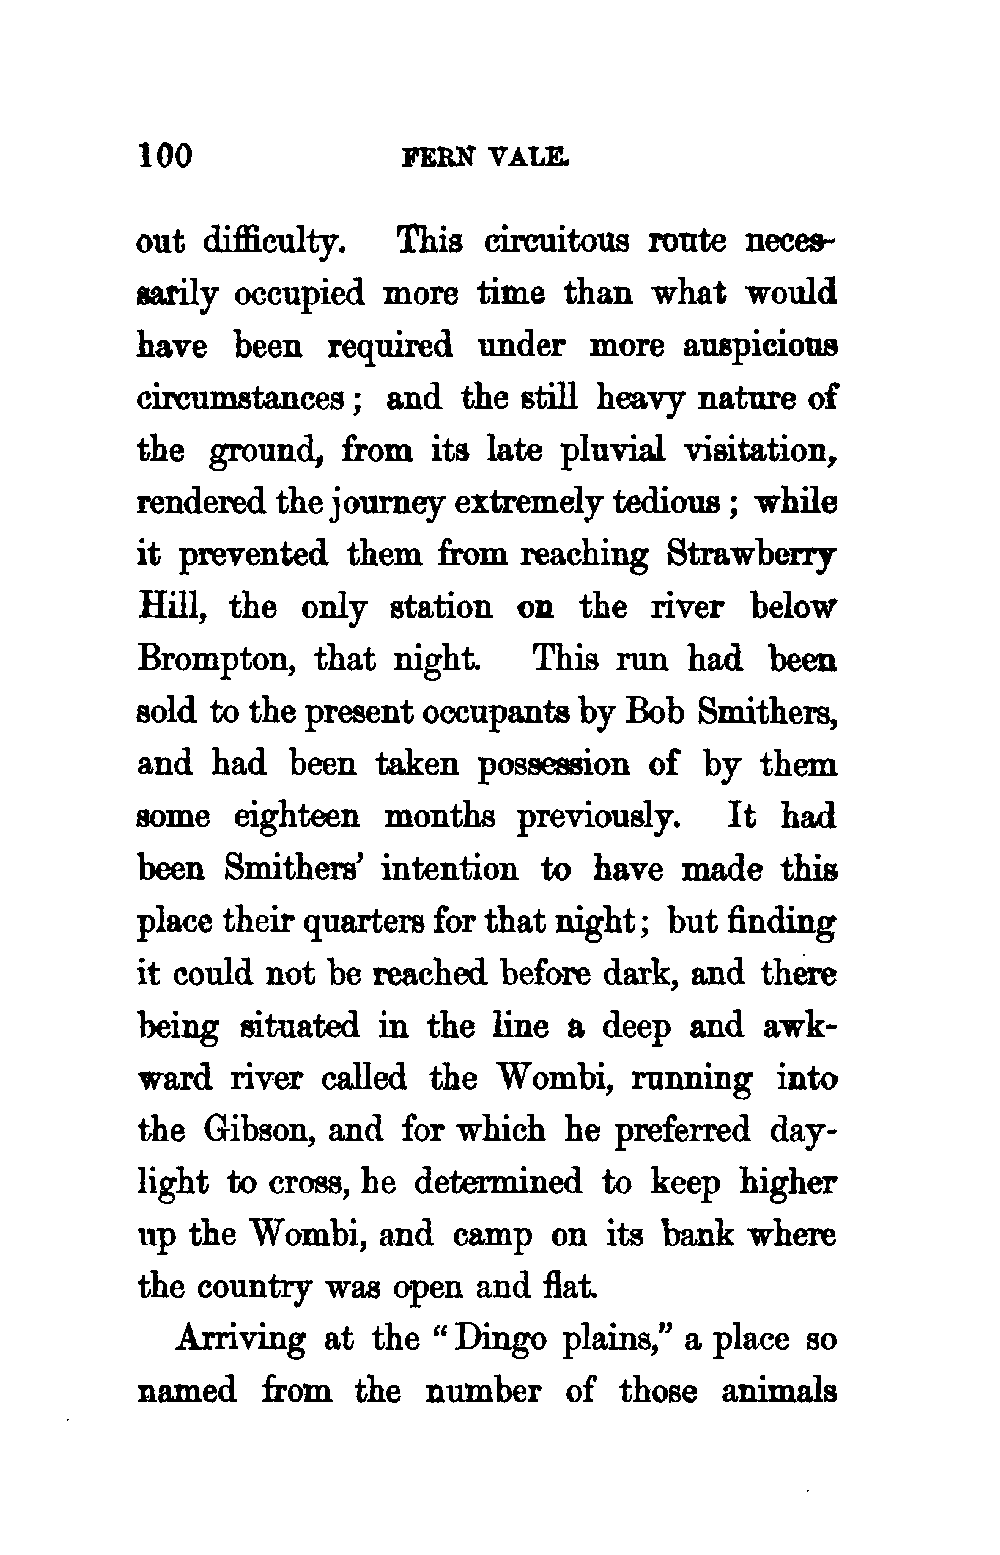 100 FERN VALE.
out difficulty. This circuitous route neces-
sarily occupied more time than what would
have been required under more auspicious
circumstances; and the still heavy nature of
the ground, from its late pluvial visitation,
rendered the journey extremely tedious; while
it prevented them from reaching Strawberry
Hill, the only station on the river below
Brompton, that night. This run had been
sold to the present occupants by Bob Smithers,
and had been taken possession of by them
some eighteen months previously. It had
been Smithers' intention to have made this
place their quarters for that night; but finding
it could not be reached before dark, and there
being situated in the line a deep and awk-
ward river called the Wombi, running into
the Gibson, and for which he preferred day-
light to cross, he determined to keep higher
up the Wombi, and camp on its bank where
the country was open and flat.
Arriving at the "Dingo plains," a place so
named from the number of those animals